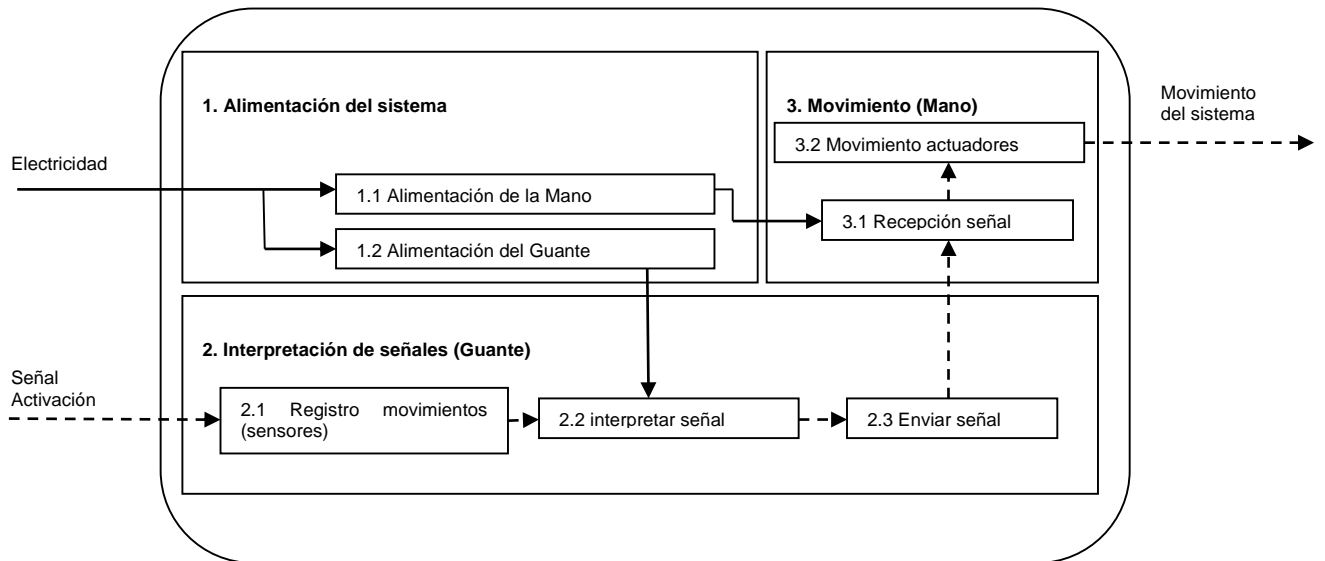 1. Alimentación del sistema
3. Movimiento (Mano)
Movimiento
del sistema
3.2 Movimiento actuadores
Electricidad
1.1 Alimentación de la Mano
3.1 Recepción señal
1.2 Alimentación del Guante
2. Interpretación de señales (Guante)
Señal
Activación
2.1 Registro movimientos
(sensores)
2.2 interpretar señal
2.3 Enviar señal